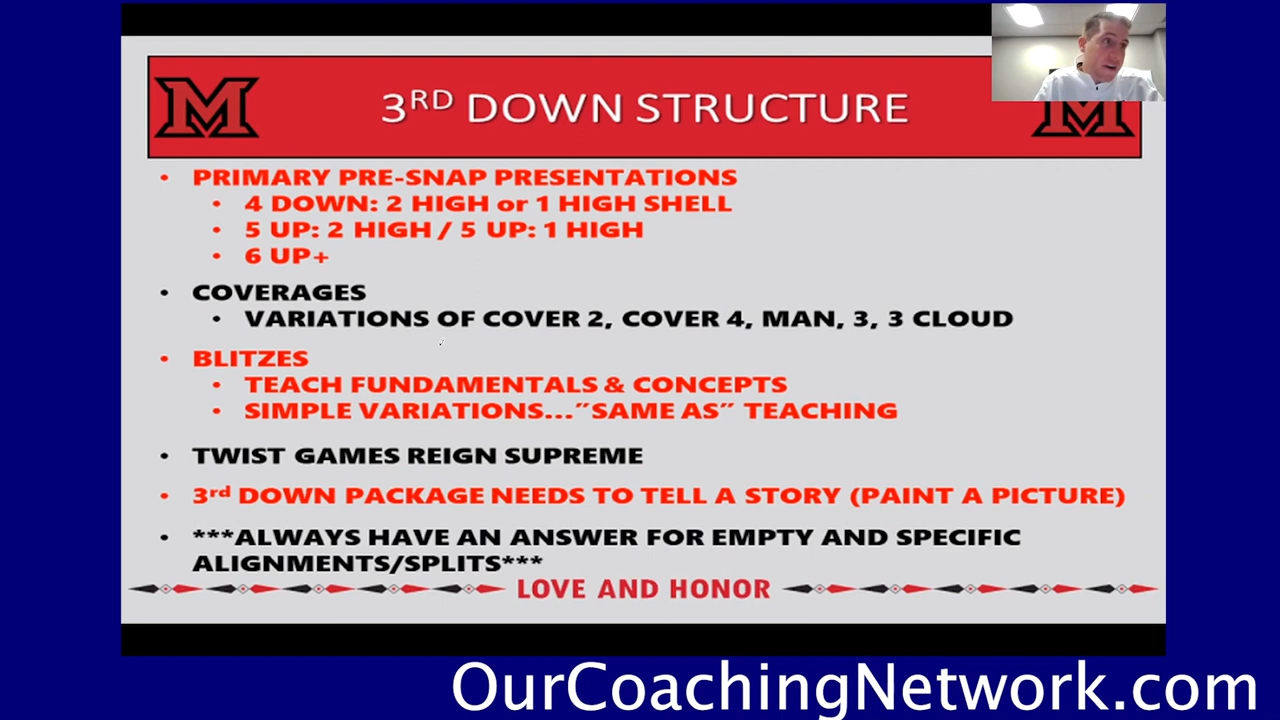 M
3RD DOWN STRUCTURE
M
• PRIMARY PRE-SNAP PRESENTATIONS
• 4 DOWN: 2 HIGH or 1 HIGH SHELL
• 5 UP: 2 HIGH / 5 UP: 1 HIGH
• 6 UP+
• COVERAGES
• VARIATIONS OF COVER 2, COVER 4, MAN, 3, 3 CLOUD
• BLITZES
• TEACH FUNDAMENTALS & CONCEPTS
• SIMPLE VARIATIONS..."SAME AS" TEACHING
• TWIST GAMES REIGN SUPREME
• 3rd DOWN PACKAGE NEEDS TO TELL A STORY (PAINT A PICTURE)
• ***ALWAYS HAVE AN ANSWER FOR EMPTY AND SPECIFIC
ALIGNMENTS/SPLITS***
LOVE AND HONOR
OurCoachingNetwork.com